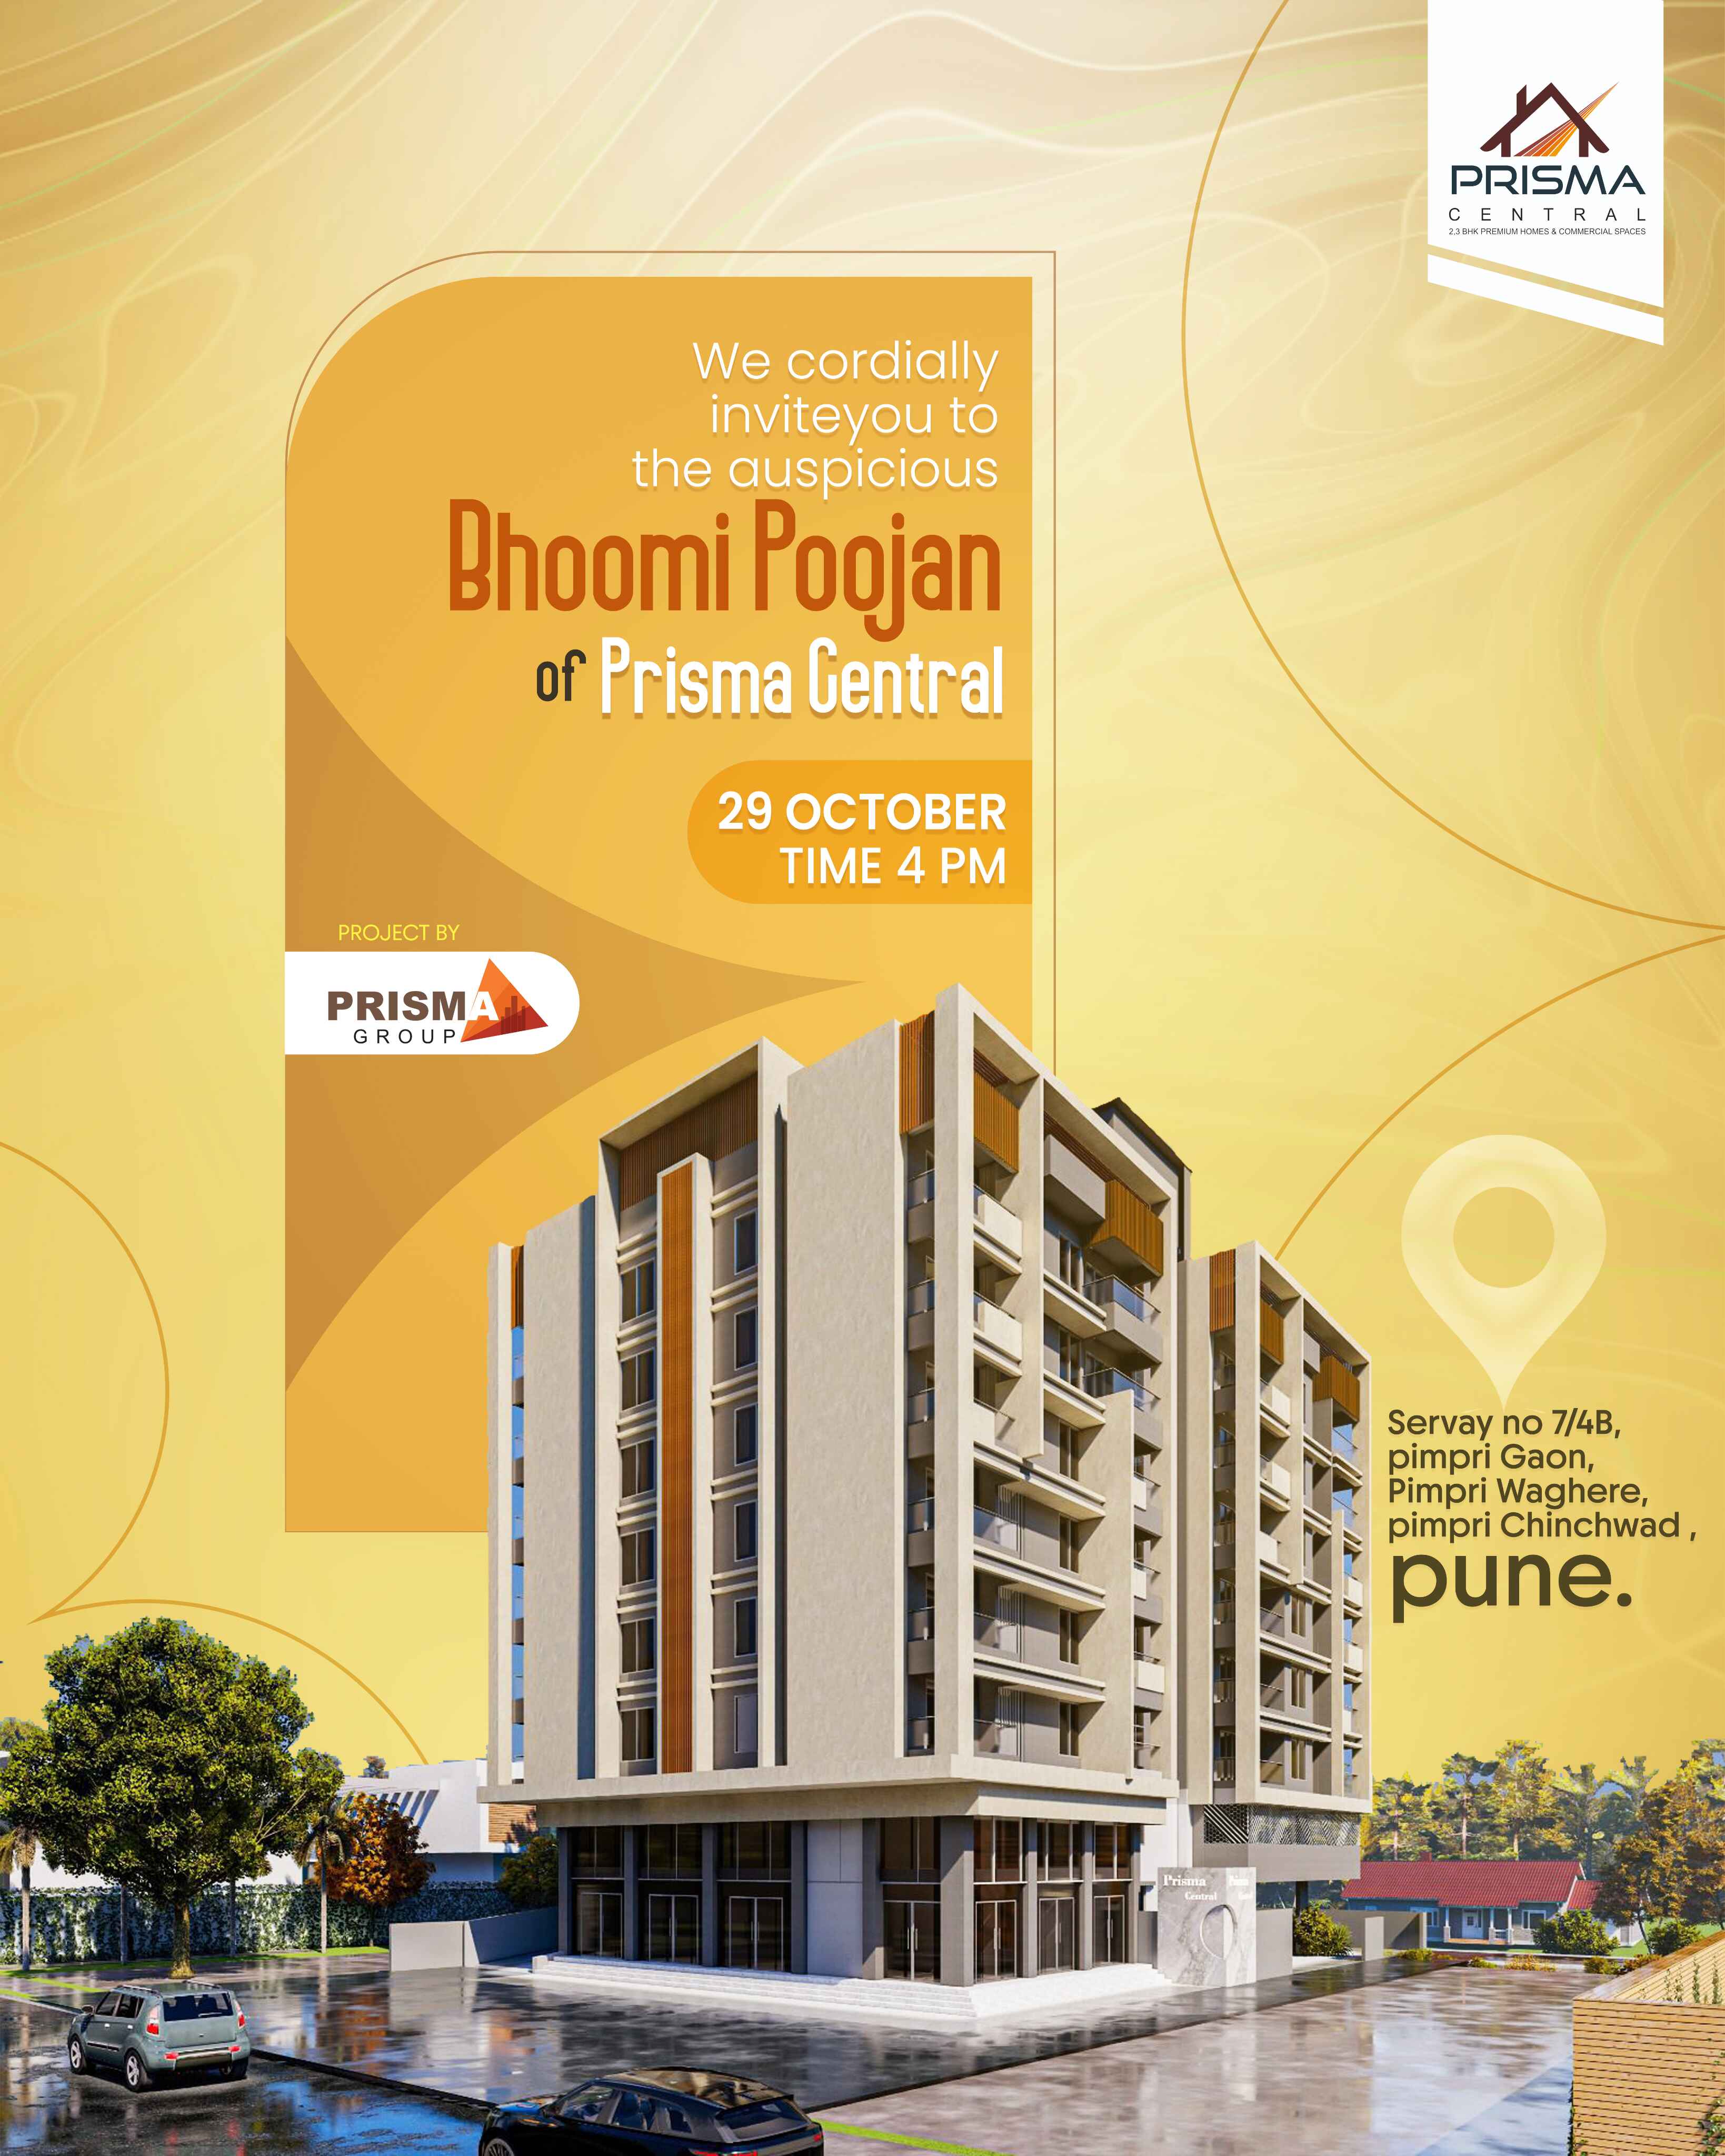 PRISMA
CENTRAL
2,3 BHK PREMIUM HOMES & COMMERCIAL SPACES
We cordially
inviteyou to
the auspicious
Bhoomi Poojan
of Prisma Central
29 OCTOBER
TIME 4 PM
PROJECT BY
PRISMA
GROUP
Servay no 7/4B,
pimpri Gaon,
Pimpri Waghere,
pimpri Chinchwad ,
pune.
Prisma
Central